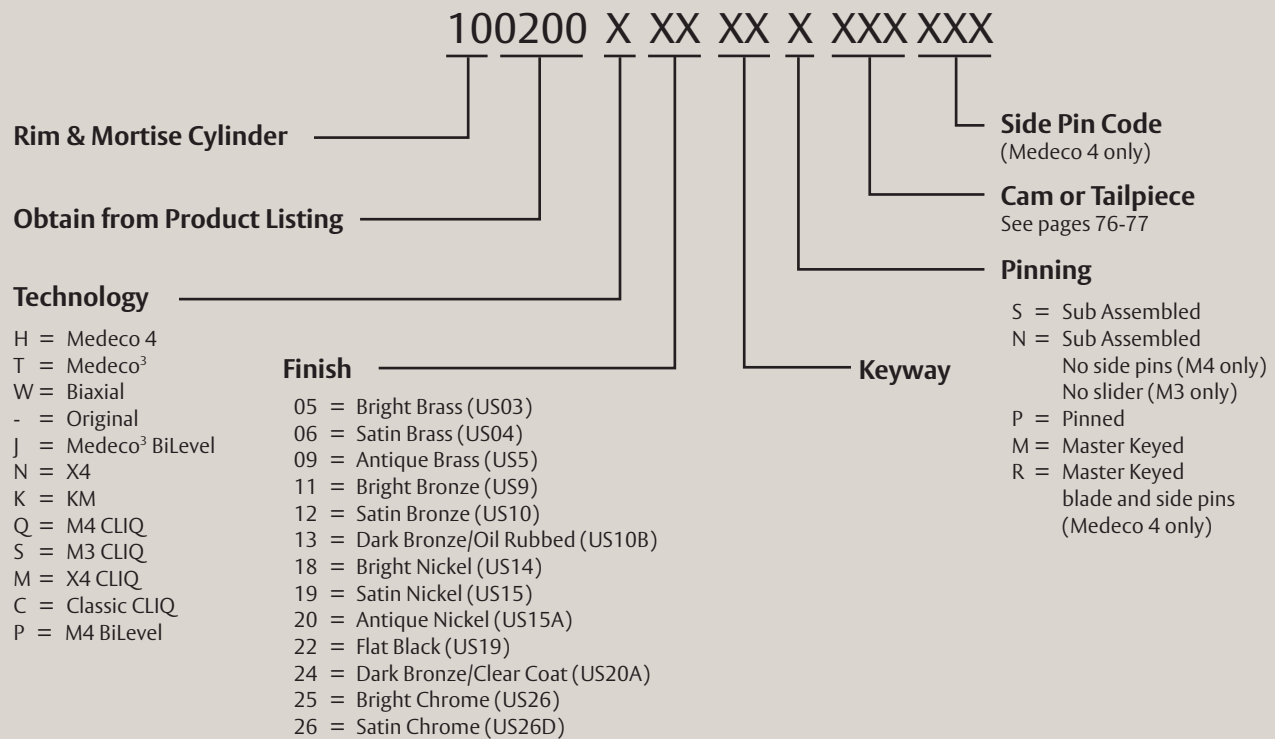 100200 X XX XX X XXX XXX
Rim & Mortise Cylinder
Obtain from Product Listing
Technology
H = Medeco 4
T = Medeco³
W = Biaxial
- = Original
J = Medeco³ BiLevel
N = X4
K = KM
Q = M4 CLIQ
S = M3 CLIQ
M = X4 CLIQ
C = Classic CLIQ
P = M4 BiLevel
Finish
05 = Bright Brass (US03)
06 = Satin Brass (US04)
09 = Antique Brass (US5)
11 = Bright Bronze (US9)
12 = Satin Bronze (US10)
13 = Dark Bronze/Oil Rubbed (US10B)
18 = Bright Nickel (US14)
19 = Satin Nickel (US15)
20 = Antique Nickel (US15A)
22 = Flat Black (US19)
24 = Dark Bronze/Clear Coat (US20A)
25 = Bright Chrome (US26)
26 = Satin Chrome (US26D)
Keyway
Side Pin Code
(Medeco 4 only)
Cam or Tailpiece
See pages 76-77
Pinning
S = Sub Assembled
N = Sub Assembled
No side pins (M4 only)
No slider (M3 only)
P = Pinned
M = Master Keyed
R = Master Keyed
blade and side pins
(Medeco 4 only)